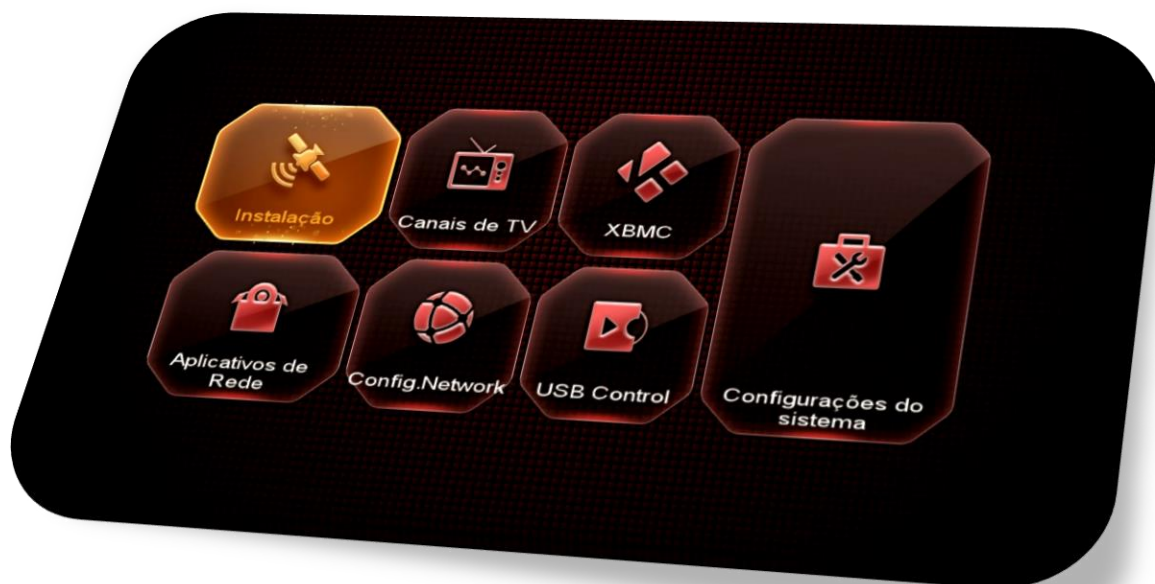 Instalação
Canais de TV
XBMC
Aplicativos de
Rede
Config.Network
USB Control
Configurações do
sistema